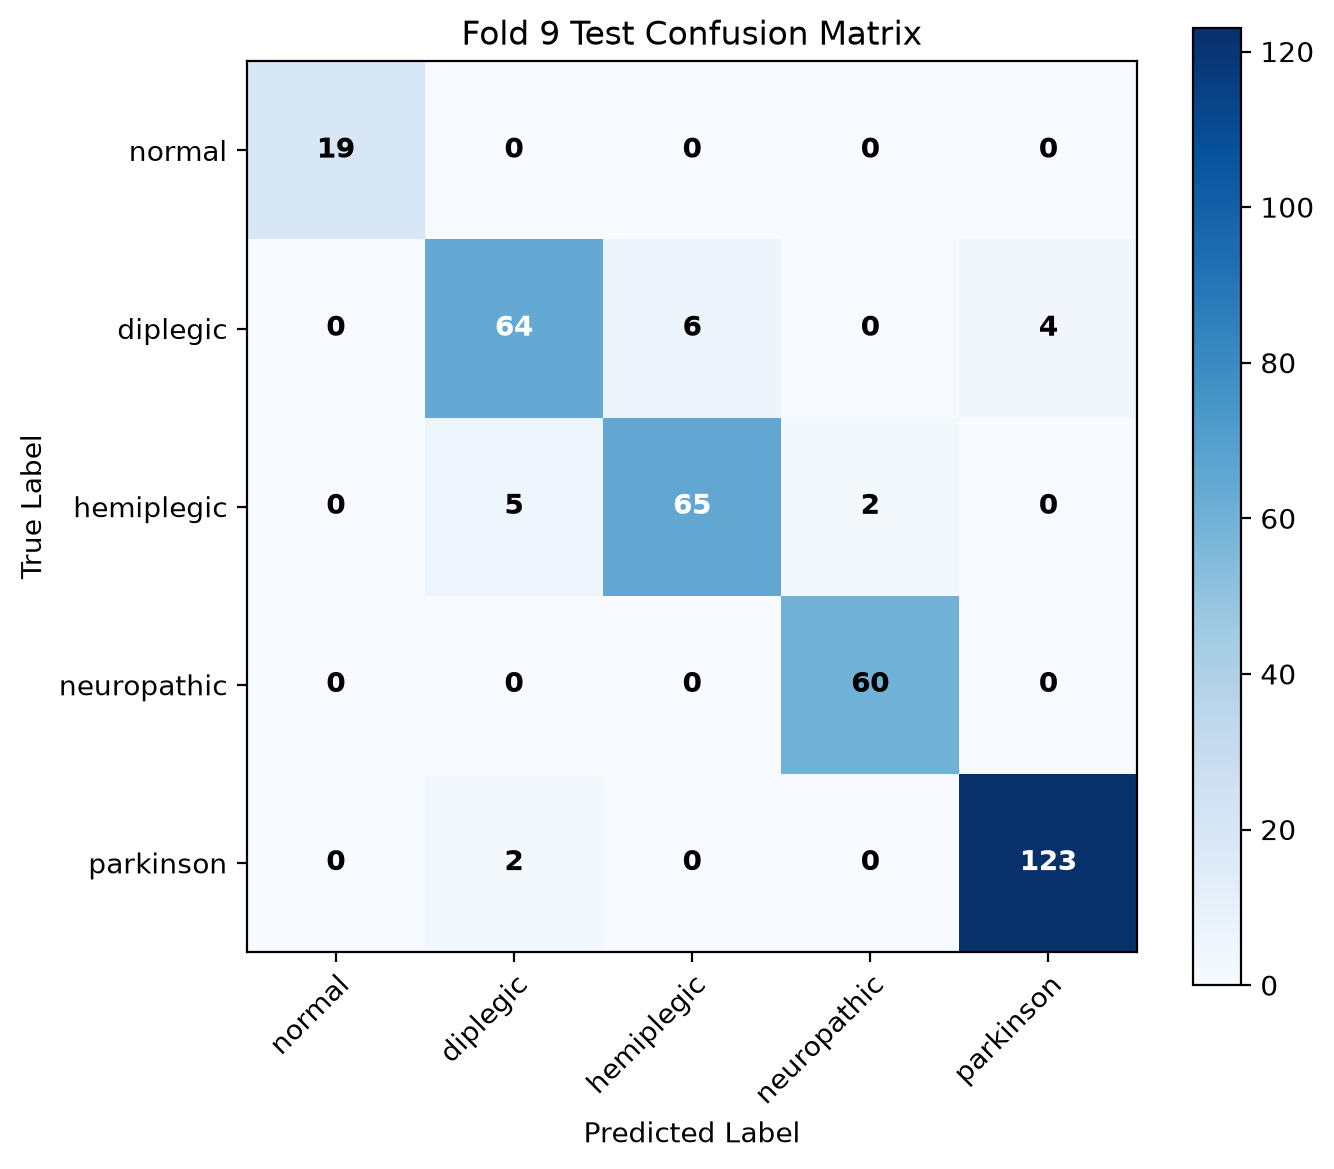 Fold 9 Test Confusion Matrix
True Label
normal 19 0 0 0 0
diplegic 0 64 6 0 4
hemiplegic 0 5 65 2 0
neuropathic 0 0 0 60 0
parkinson 0 2 0 0 123
normal diplegic hemiplegic neuropathic parkinson
Predicted Label
120
100
80
60
40
20
0